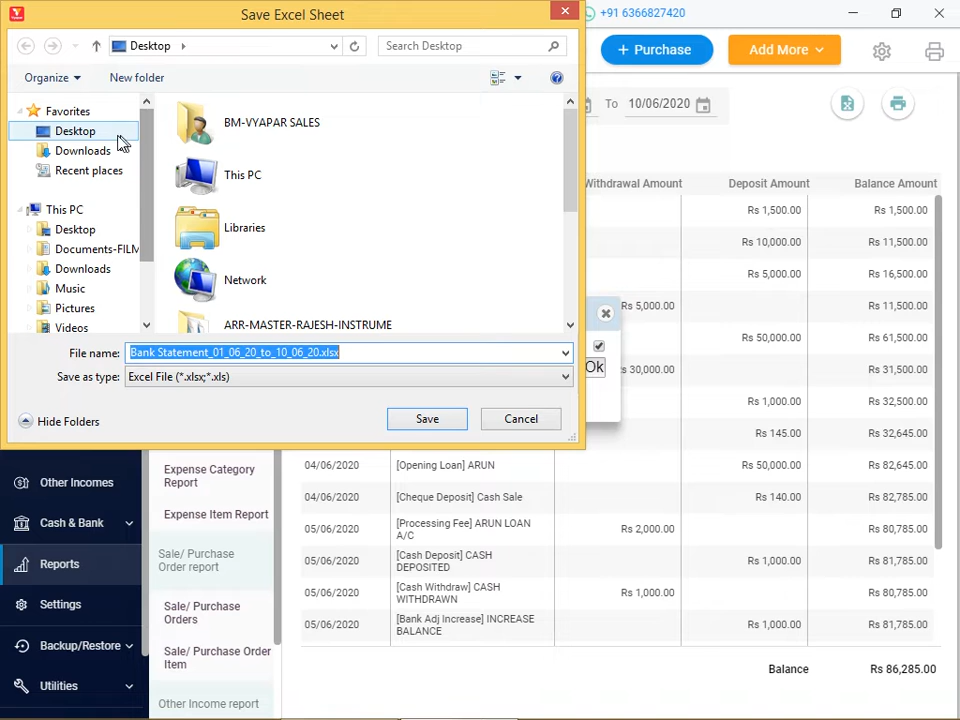 Save Excel Sheet
+91 6366827420
Desktop
Search Desktop
+ Purchase
Add More
Organize
New folder
Favorites
Desktop
Downloads
Recent places
This PC
Desktop
Documents-FILM
Downloads
Music
Pictures
Videos
BM-VYAPAR SALES
This PC
Libraries
Network
ARR-MASTER-RAJESH-INSTRUME
File name: Bank Statement_01_06_20_to_10_06_20.xlsx
Save as type: Excel File (*.xlsx;*.xls)
Hide Folders
Save
Cancel
To 10/06/2020
Withdrawal Amount Deposit Amount Balance Amount
Rs 1,500.00 Rs 1,500.00
Rs 10,000.00 Rs 11,500.00
Rs 5,000.00 Rs 16,500.00
Rs 5,000.00 Rs 11,500.00
Rs 50,000.00 Rs 61,500.00
Rs 30,000.00 Rs 31,500.00
Rs 1,000.00 Rs 32,500.00
Rs 145.00 Rs 32,645.00
Ok
04/06/2020 [Opening Loan] ARUN Rs 50,000.00 Rs 82,645.00
04/06/2020 [Cheque Deposit] Cash Sale Rs 140.00 Rs 82,785.00
05/06/2020 [Processing Fee] ARUN LOAN A/C Rs 2,000.00 Rs 80,785.00
05/06/2020 [Cash Deposit] CASH DEPOSITED Rs 1,000.00 Rs 81,785.00
05/06/2020 [Cash Withdraw] CASH WITHDRAWN Rs 1,000.00 Rs 80,785.00
05/06/2020 [Bank Adj Increase] INCREASE BALANCE Rs 1,000.00 Rs 81,785.00
Balance Rs 86,285.00
Other Incomes
Cash & Bank
Reports
Settings
Backup/Restore
Utilities
Expense Category
Report
Expense Item Report
Sale/ Purchase
Order report
Sale/ Purchase
Orders
Sale/ Purchase Order
Item
Other Income report